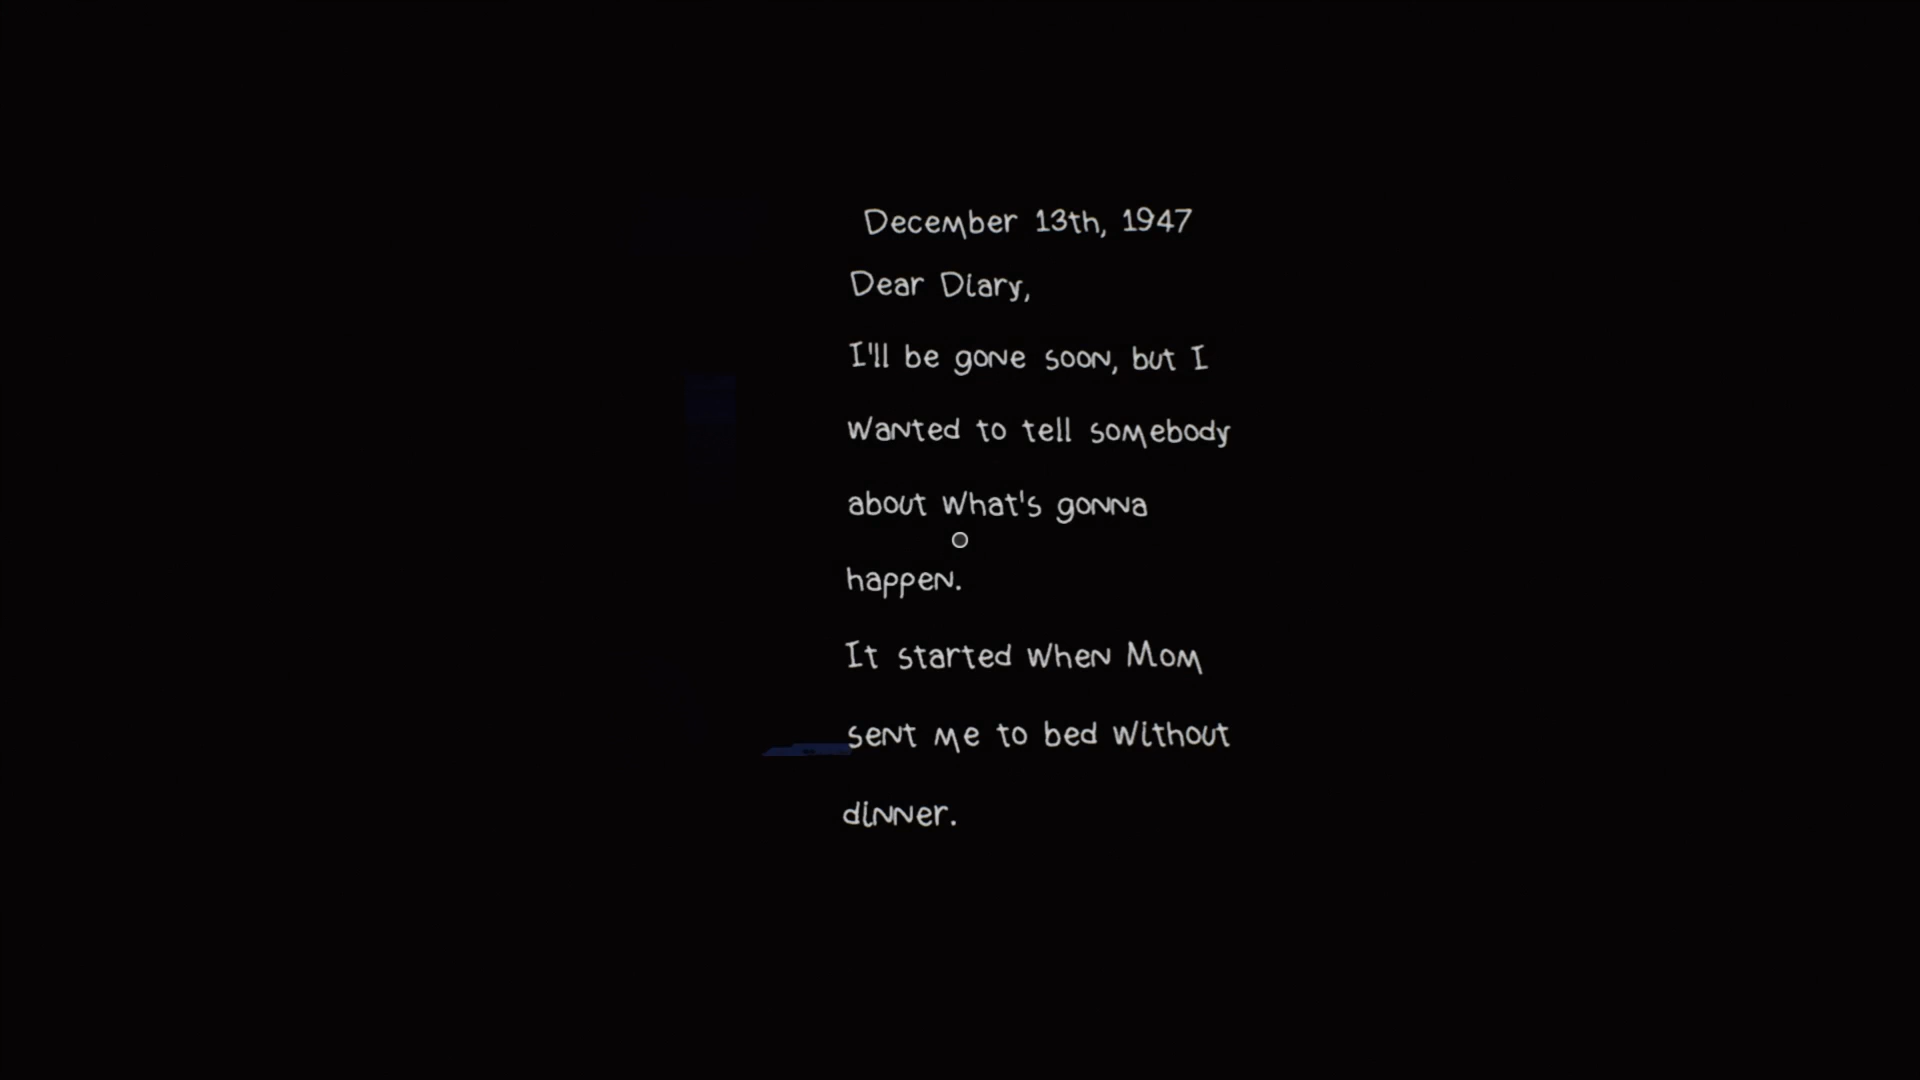 December 13th, 1947
Dear Diary,
I'll be gone soon, but I
wanted to tell somebody
about what's gonna
happen.
It started when Mom
sent me to bed without
dinner.